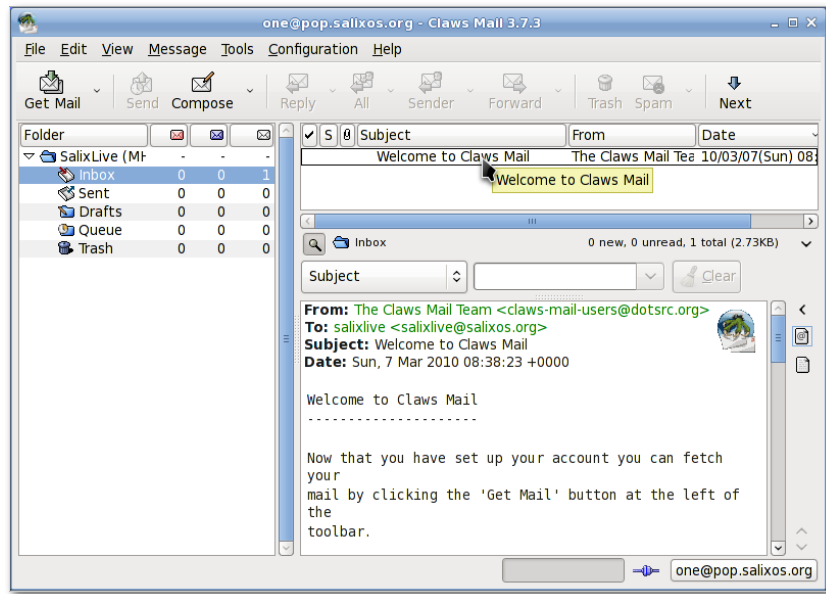 one@pop.salixos.org - Claws Mail 3.7.3
File Edit View Message Tools Configuration Help
Get Mail Send Compose Reply All Sender Forward Trash Spam Next
Folder
SalixLive (MH - - -
Inbox 0 0 1
Sent 0 0 0
Drafts 0 0 0
Queue 0 0 0
Trash 0 0 0
S Subject From Date
Welcome to Claws Mail The Claws Mail Tea 10/03/07(Sun) 08:
Welcome to Claws Mail
Inbox 0 new, 0 unread, 1 total (2.73KB)
Subject Clear
From: The Claws Mail Team <claws-mail-users@dotsrc.org>
To: salixlive <salixlive@salixos.org>
Subject: Welcome to Claws Mail
Date: Sun, 7 Mar 2010 08:38:23 +0000
Welcome to Claws Mail
---------------------
Now that you have set up your account you can fetch
your
mail by clicking the 'Get Mail' button at the left of
the
toolbar.
one@pop.salixos.org